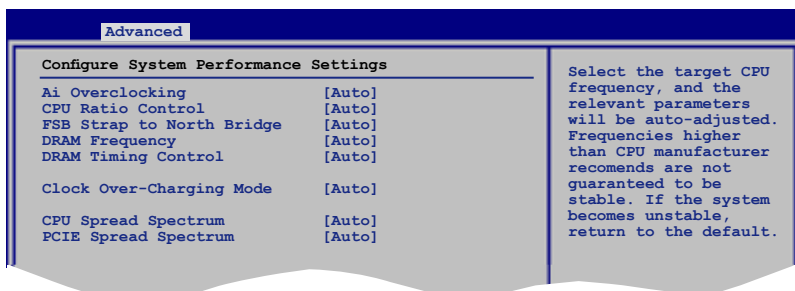 Advanced
Configure System Performance Settings
Ai Overclocking [Auto]
CPU Ratio Control [Auto]
FSB Strap to North Bridge [Auto]
DRAM Frequency [Auto]
DRAM Timing Control [Auto]
Clock Over-Charging Mode [Auto]
CPU Spread Spectrum [Auto]
PCIE Spread Spectrum [Auto]
Select the target CPU
frequency, and the
relevant parameters
will be auto-adjusted.
Frequencies higher
than CPU manufacturer
recomends are not
guaranteed to be
stable. If the system
becomes unstable,
return to the default.